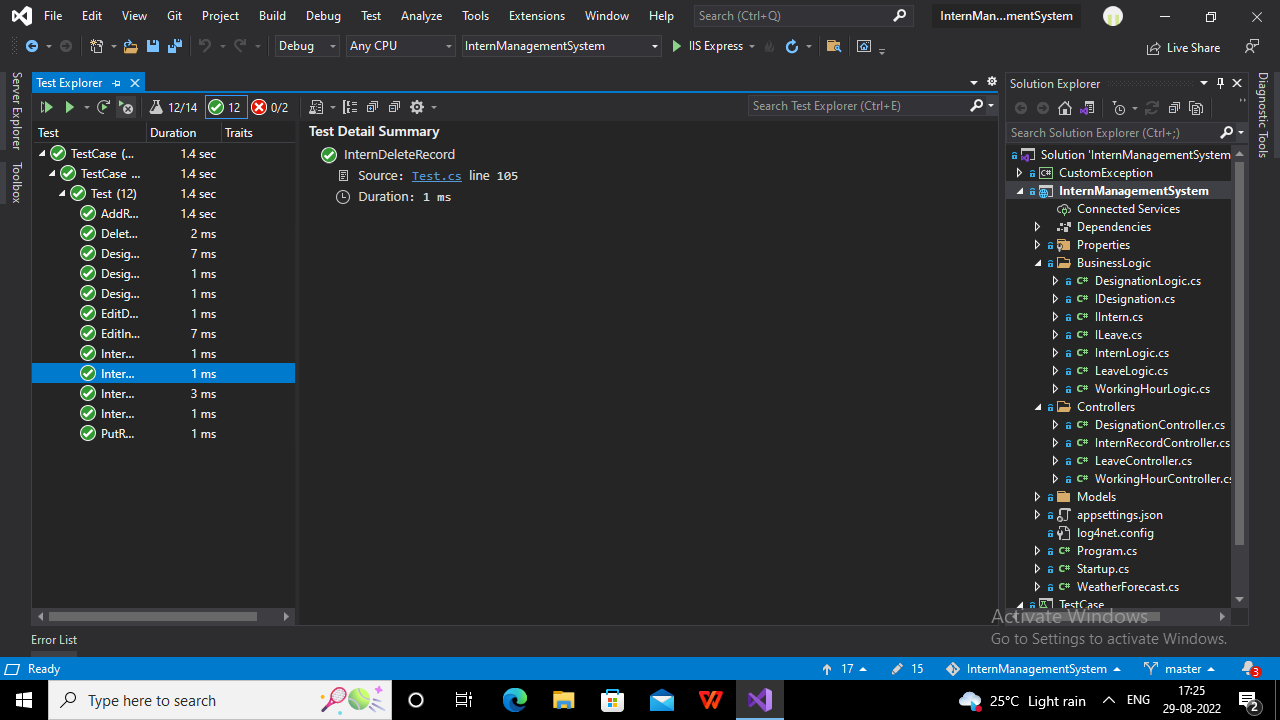 File Edit View Git Project Build Debug Test Analyze Tools Extensions Window Help Search (Ctrl+Q) InternMan...mentSystem
Debug Any CPU InternManagementSystem IIS Express Live Share
Server Explorer
Toolbox
Test Explorer
12/14 12 0/2 Search Test Explorer (Ctrl+E)
Test Duration Traits
TestCase (... 1.4 sec
TestCase ... 1.4 sec
Test (12) 1.4 sec
AddR... 1.4 sec
Delet... 2 ms
Desig... 7 ms
Desig... 1 ms
Desig... 1 ms
EditD... 1 ms
EditIn... 7 ms
Inter... 1 ms
Inter... 1 ms
Inter... 3 ms
Inter... 1 ms
PutR... 1 ms
Test Detail Summary
InternDeleteRecord
Source: Test.cs line 105
Duration: 1 ms
Solution Explorer
Search Solution Explorer (Ctrl+;)
Solution 'InternManagementSystem
CustomException
InternManagementSystem
Connected Services
Dependencies
Properties
BusinessLogic
DesignationLogic.cs
IDesignation.cs
IIntern.cs
ILeave.cs
InternLogic.cs
LeaveLogic.cs
WorkingHourLogic.cs
Controllers
DesignationController.cs
InternRecordController.cs
LeaveController.cs
WorkingHourController.cs
Models
appsettings.json
log4net.config
Program.cs
Startup.cs
WeatherForecast.cs
TestCase
Diagnostic Tools
Activate Windows
Go to Settings to activate Windows.
Error List
Ready 17 15 InternManagementSystem master 3
Type here to search 25°C Light rain ENG 17:25
29-08-2022 2